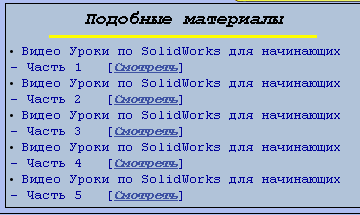 Подобные материалы
• Видео Уроки по SolidWorks для начинающих
- Часть 1 [Смотреть]
• Видео Уроки по SolidWorks для начинающих
- Часть 2 [Смотреть]
• Видео Уроки по SolidWorks для начинающих
- Часть 3 [Смотреть]
• Видео Уроки по SolidWorks для начинающих
- Часть 4 [Смотреть]
• Видео Уроки по SolidWorks для начинающих
- Часть 5 [Смотреть]